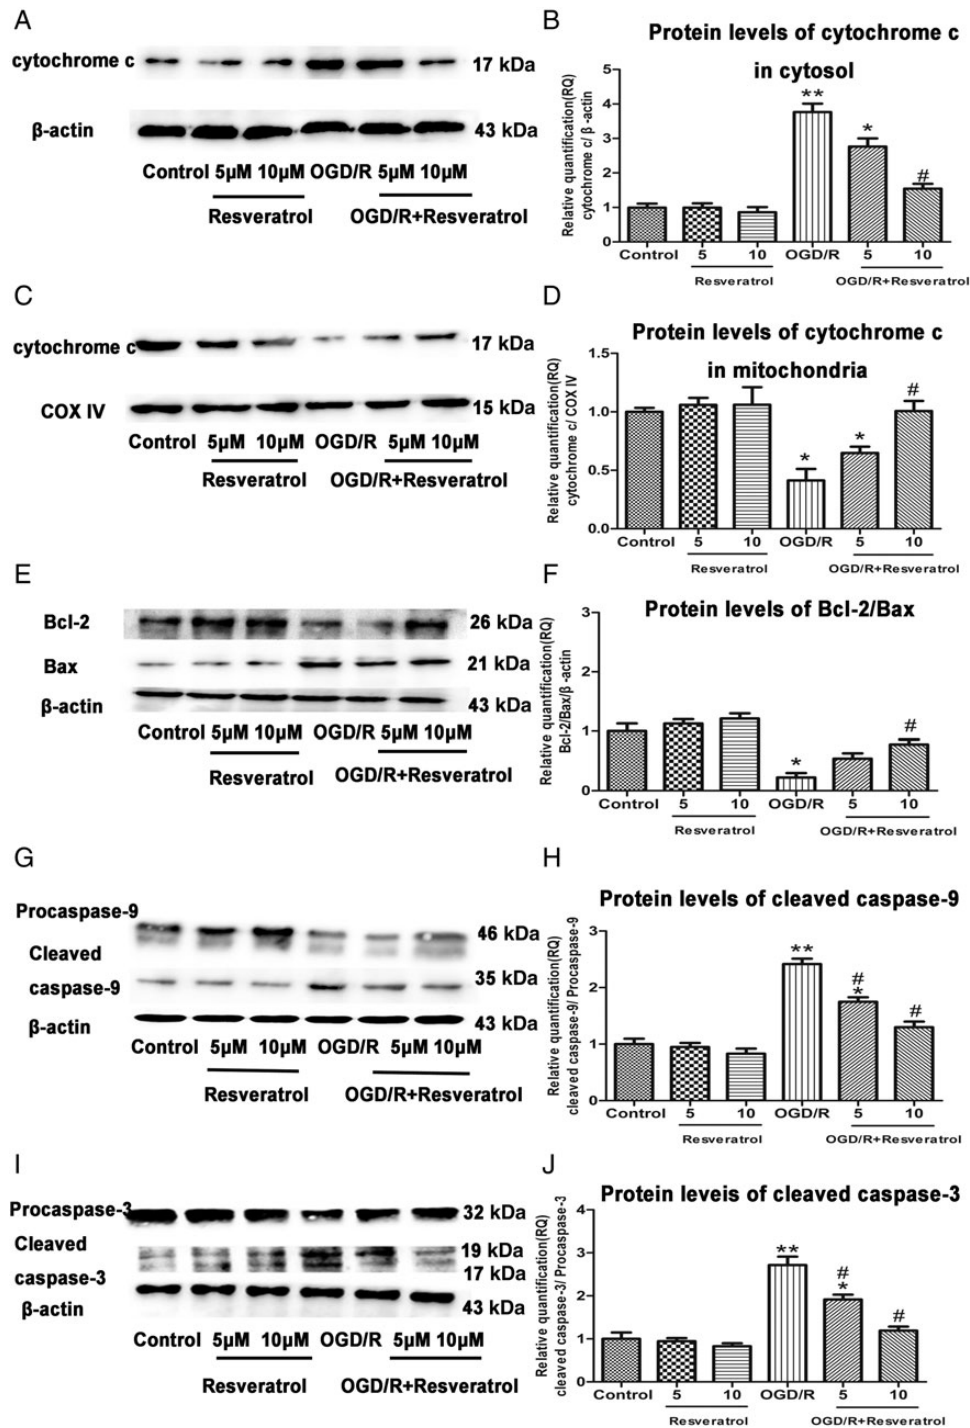 A
cytochrome c
17 kDa
β-actin
43 kDa
Control 5μM 10μM OGD/R 5μM 10μM
Resveratrol
OGD/R+Resveratrol
B
Protein levels of cytochrome c
in cytosol
Relative quantification(RQ)
cytochrome c/ β -actin
5
4
3
2
1
0
**
*
#
Control
5
10
OGD/R
5
10
Resveratrol
OGD/R+Resveratrol
C
cytochrome c
17 kDa
COX IV
15 kDa
Control 5μM 10μM OGD/R 5μM 10μM
Resveratrol
OGD/R+Resveratrol
D
Protein levels of cytochrome c
in mitochondria
Relative quantification(RQ)
cytochrome c/ COX IV
1.5
1.0
0.5
0.0
*
*
#
Control
5
10
OGD/R
5
10
Resveratrol
OGD/R+Resveratrol
E
Bcl-2
26 kDa
Bax
21 kDa
β-actin
43 kDa
Control 5μM 10μM OGD/R 5μM 10μM
Resveratrol
OGD/R+Resveratrol
F
Protein levels of Bcl-2/Bax
Relative quantification(RQ)
Bcl-2/Bax/β -actin
3
2
1
0
*
#
Control
5
10
OGD/R
5
10
Resveratrol
OGD/R+Resveratrol
G
Procaspase-9
46 kDa
Cleaved
35 kDa
caspase-9
β-actin
43 kDa
Control 5μM 10μM OGD/R 5μM 10μM
Resveratrol
OGD/R+Resveratrol
H
Protein levels of cleaved caspase-9
Relative quantification(RQ)
cleaved caspase-9/ Procaspase-9
3
2
1
0
**
#
*
#
Control
5
10
OGD/R
5
10
Resveratrol
OGD/R+Resveratrol
I
Procaspase-3
32 kDa
Cleaved
19 kDa
caspase-3
17 kDa
β-actin
43 kDa
Control 5μM 10μM OGD/R 5μM 10μM
Resveratrol
OGD/R+Resveratrol
J
Protein leveis of cleaved caspase-3
Relative quantification(RQ)
cleaved caspase-3/ Procaspase-3
4
3
2
1
0
**
#
*
#
Control
5
10
OGD/R
5
10
Resveratrol
OGD/R+Resveratrol